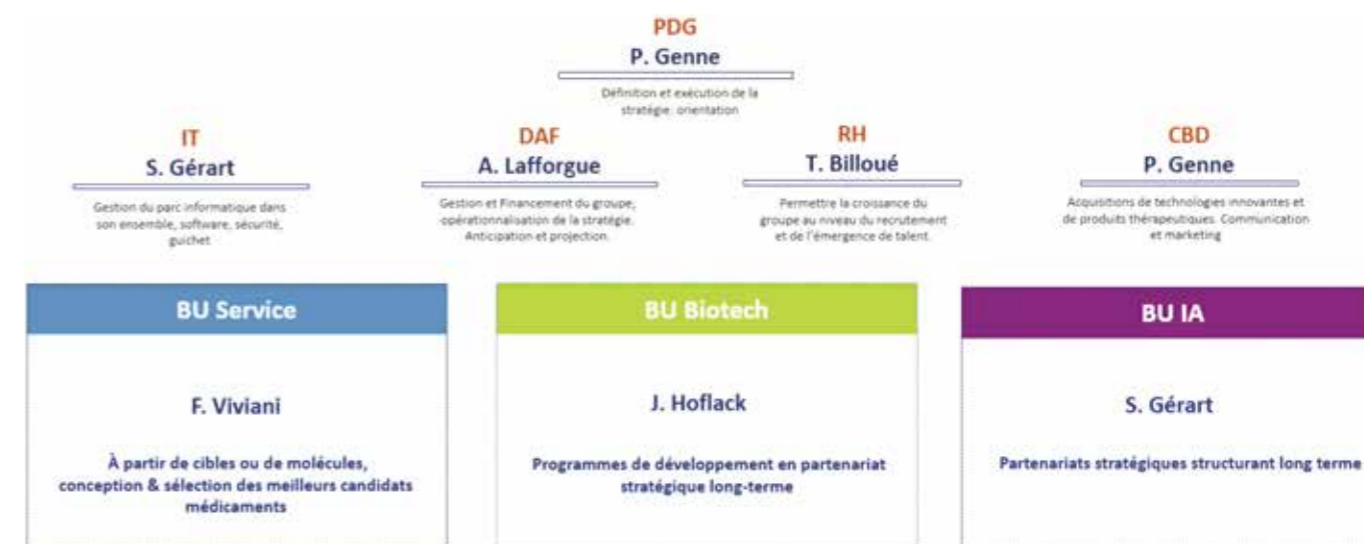 PDG
P. Genne
Définition et exécution de la
stratégie, orientation
IT
S. Gérart
Gestion du parc informatique dans
son ensemble, software, sécurité,
guichet
DAF
A. Lafforgue
Gestion et Financement du groupe,
opérationnalisation de la stratégie.
Anticipation et projection.
RH
T. Billoué
Permettre la croissance du
groupe au niveau du recrutement
et de l'émergence de talent.
CBD
P. Genne
Acquisitions de technologies innovantes et
de produits thérapeutiques. Communication
et marketing
BU Service
F. Viviani
À partir de cibles ou de molécules,
conception & sélection des meilleurs candidats
médicaments
BU Biotech
J. Hoflack
Programmes de développement en partenariat
stratégique long-terme
BU IA
S. Gérart
Partenariats stratégiques structurant long terme